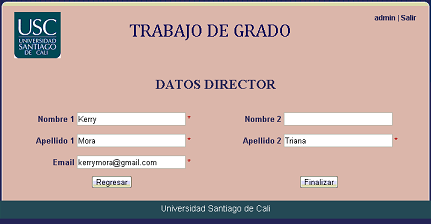 USC
UNIVERSIDAD
SANTIAGO
DE CALI
TRABAJO DE GRADO
admin | Salir
DATOS DIRECTOR
Nombre 1 Kerry * Nombre 2
Apellido 1 Mora * Apellido 2 Triana *
Email kerrymora@gmail.com *
Regresar Finalizar
Universidad Santiago de Cali